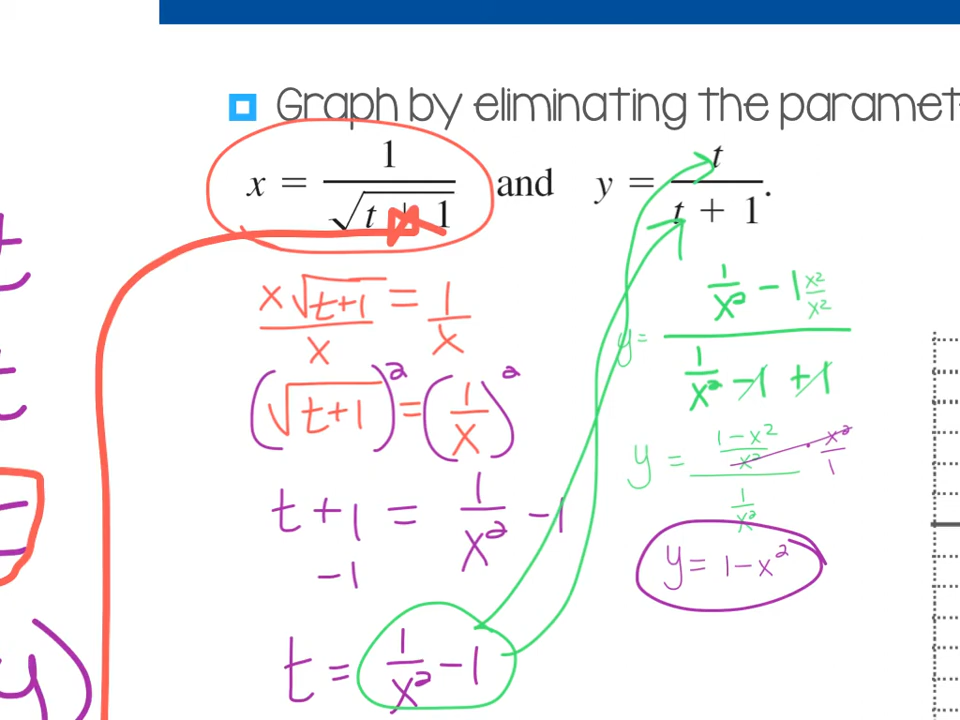 Graph by eliminating the paramet
x = 1/√(t + 1) and y = t/(t + 1).
x√(t+1)/x = 1/x
(√(t+1))² = (1/x)²
t+1 = 1/x² -1
-1
t = 1/x² -1
y = (1/x² - 1 x²/x²)/(1/x² -1 +1)
y = ((1-x²)/x² · x²/1)/(1/x²)
y = 1-x²
t
t
y)